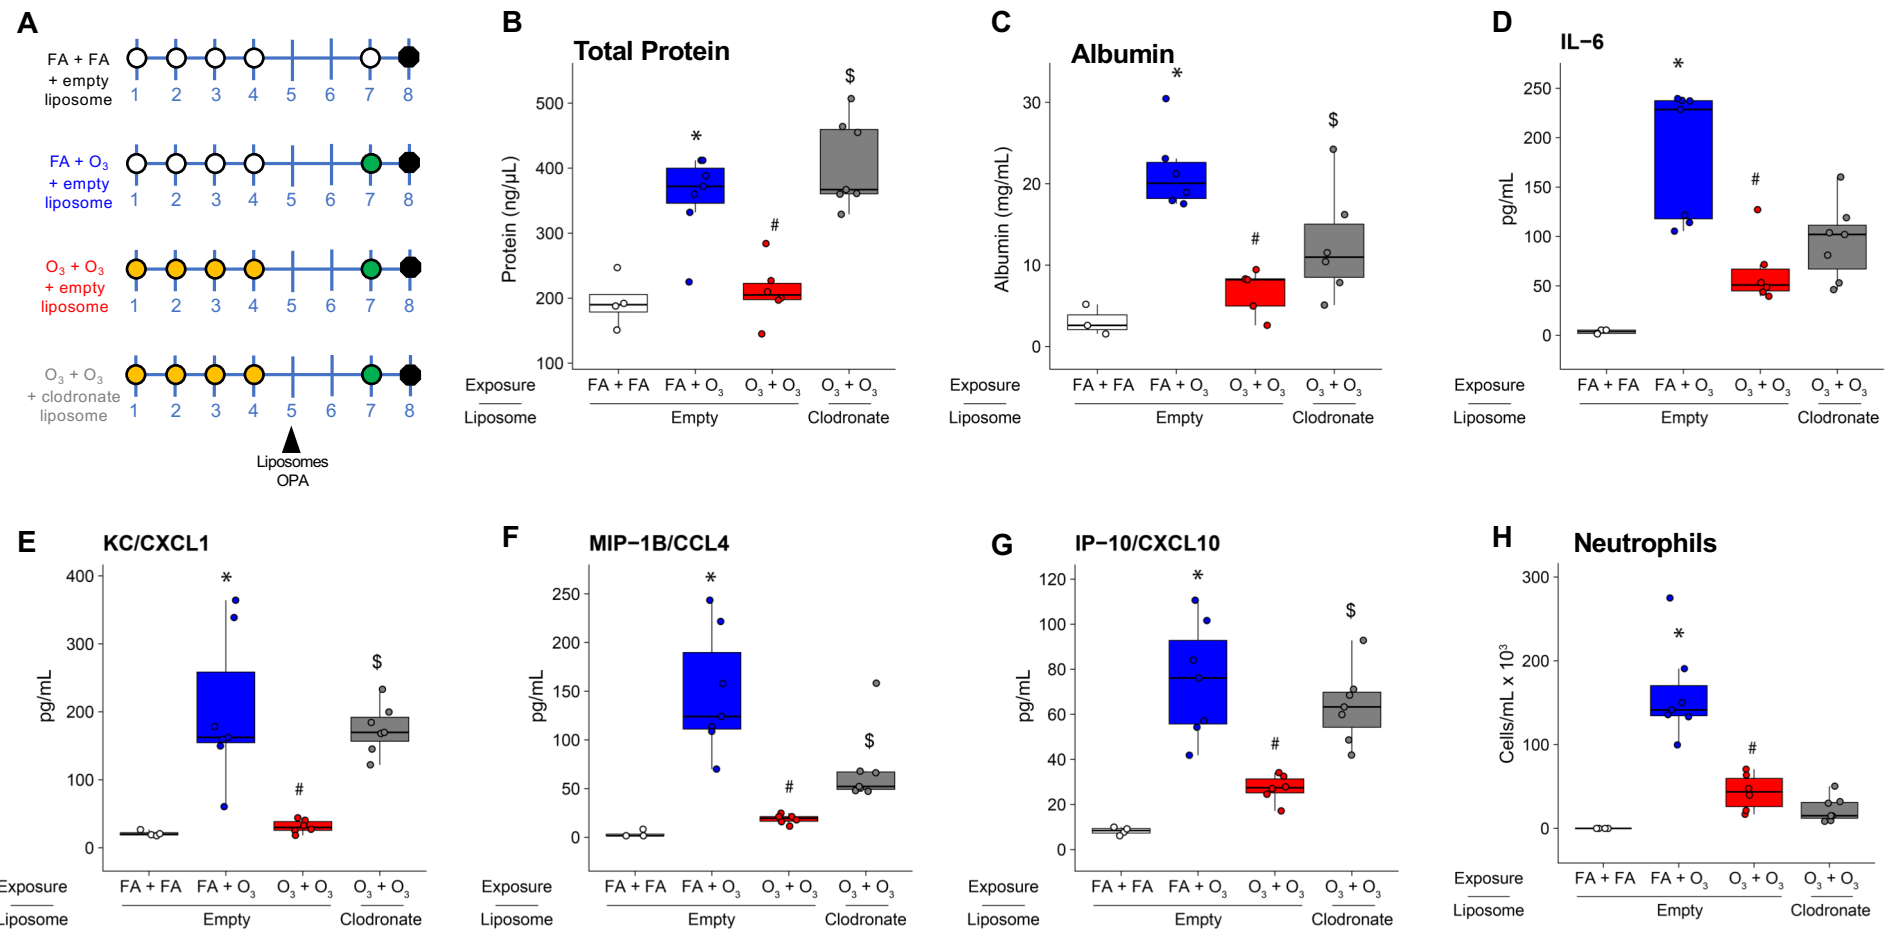 A
FA + FA
+ empty
liposome
1 2 3 4 5 6 7 8
FA + O₃
+ empty
liposome
1 2 3 4 5 6 7 8
O₃ + O₃
+ empty
liposome
1 2 3 4 5 6 7 8
O₃ + O₃
+ clodronate
liposome
1 2 3 4 5 6 7 8
Liposomes
OPA
B
Total Protein
Protein (ng/µL)
500
400
300
200
100
*
#
$
Exposure
FA + FA FA + O₃ O₃ + O₃ O₃ + O₃
Liposome
Empty Clodronate
C
Albumin
Albumin (mg/mL)
30
20
10
0
*
#
$
Exposure
FA + FA FA + O₃ O₃ + O₃ O₃ + O₃
Liposome
Empty Clodronate
D
IL−6
pg/mL
250
200
150
100
50
0
*
#
Exposure
FA + FA FA + O₃ O₃ + O₃ O₃ + O₃
Liposome
Empty Clodronate
E
KC/CXCL1
pg/mL
400
300
200
100
0
*
#
$
Exposure
FA + FA FA + O₃ O₃ + O₃ O₃ + O₃
Liposome
Empty Clodronate
F
MIP−1B/CCL4
pg/mL
250
200
150
100
50
0
*
#
$
Exposure
FA + FA FA + O₃ O₃ + O₃ O₃ + O₃
Liposome
Empty Clodronate
G
IP−10/CXCL10
pg/mL
120
100
80
60
40
20
0
*
#
$
Exposure
FA + FA FA + O₃ O₃ + O₃ O₃ + O₃
Liposome
Empty Clodronate
H
Neutrophils
Cells/mL x 10³
300
200
100
0
*
#
Exposure
FA + FA FA + O₃ O₃ + O₃ O₃ + O₃
Liposome
Empty Clodronate